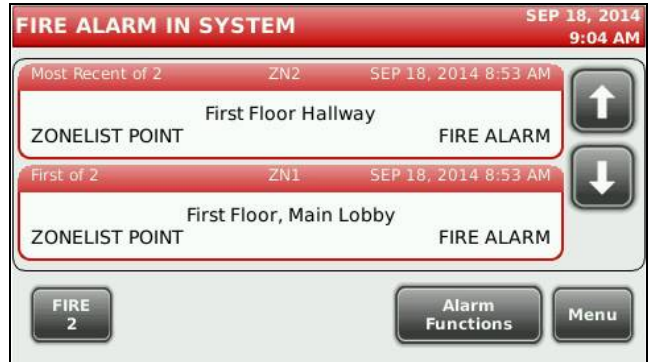 FIRE ALARM IN SYSTEM
SEP 18, 2014
9:04 AM
Most Recent of 2 ZN2 SEP 18, 2014 8:53 AM
First Floor Hallway
ZONELIST POINT FIRE ALARM
First of 2 ZN1 SEP 18, 2014 8:53 AM
First Floor, Main Lobby
ZONELIST POINT FIRE ALARM
FIRE
2
Alarm
Functions
Menu